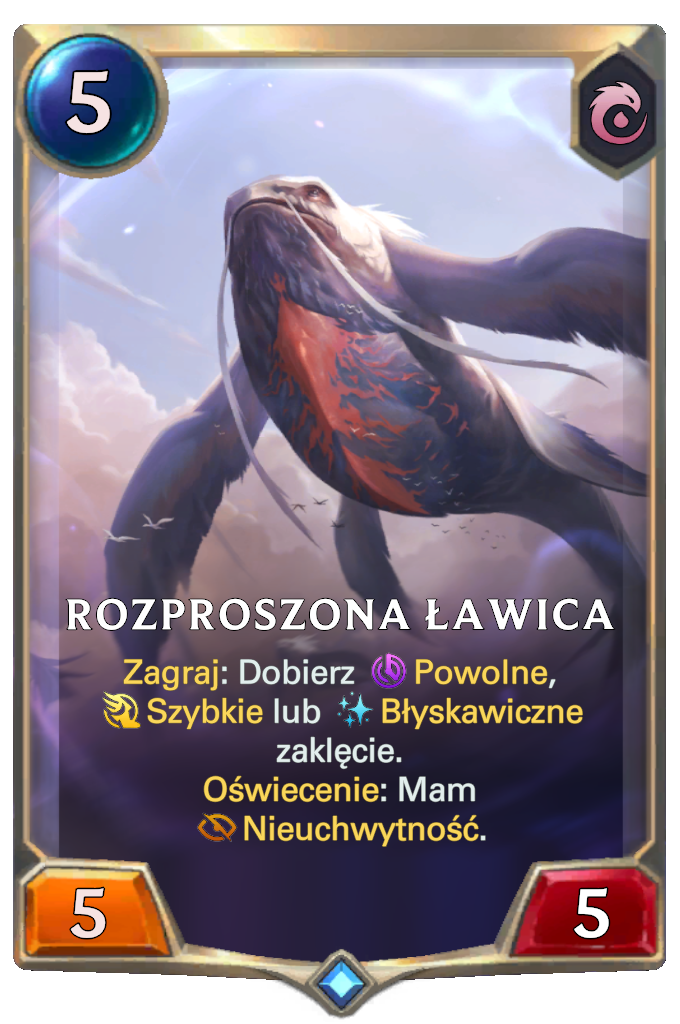 5
ROZPROSZONA ŁAWICA
Zagraj: Dobierz Powolne,
Szybkie lub Błyskawiczne
zaklęcie.
Oświecenie: Mam
Nieuchwytność.
5
5